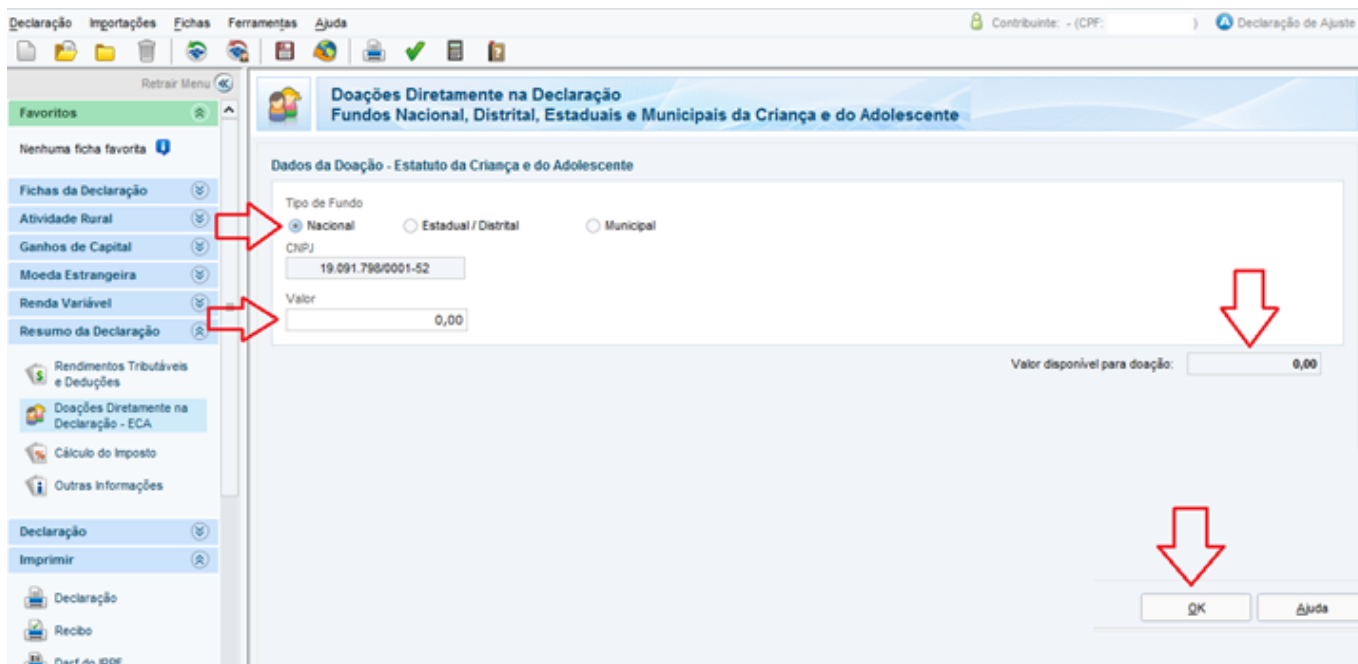 Declaração Importações Fichas Ferramentas Ajuda
Contribuinte: - (CPF: ) Declaração de Ajuste
Retrair Menu
Favoritos
Nenhuma ficha favorita
Fichas da Declaração
Atividade Rural
Ganhos de Capital
Moeda Estrangeira
Renda Variável
Resumo da Declaração
Rendimentos Tributáveis
e Deduções
Doações Diretamente na
Declaração - ECA
Cálculo do Imposto
Outras Informações
Declaração
Imprimir
Declaração
Recibo
Darf do IRPF
Doações Diretamente na Declaração
Fundos Nacional, Distrital, Estaduais e Municipais da Criança e do Adolescente
Dados da Doação - Estatuto da Criança e do Adolescente
Tipo de Fundo
Nacional Estadual / Distrital Municipal
CNPJ
19.091.798/0001-52
Valor
0,00
Valor disponível para doação: 0,00
OK Ajuda